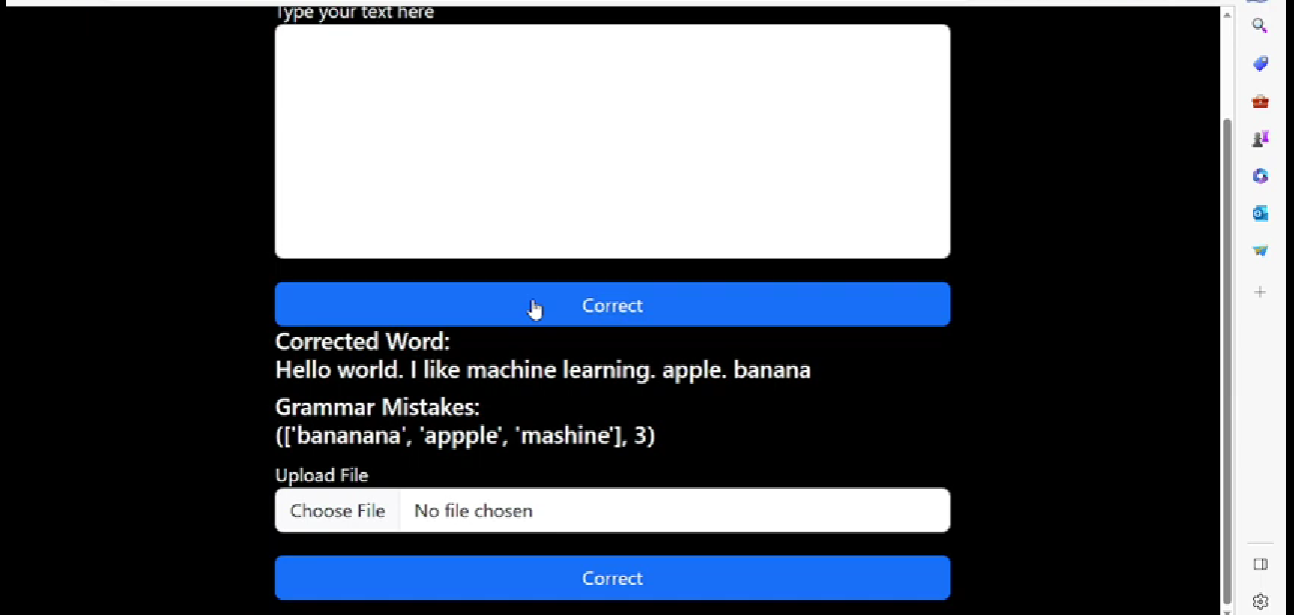 Type your text here
Correct
Corrected Word:
Hello world. I like machine learning. apple. banana
Grammar Mistakes:
(['bananana', 'appple', 'mashine'], 3)
Upload File
Choose File No file chosen
Correct